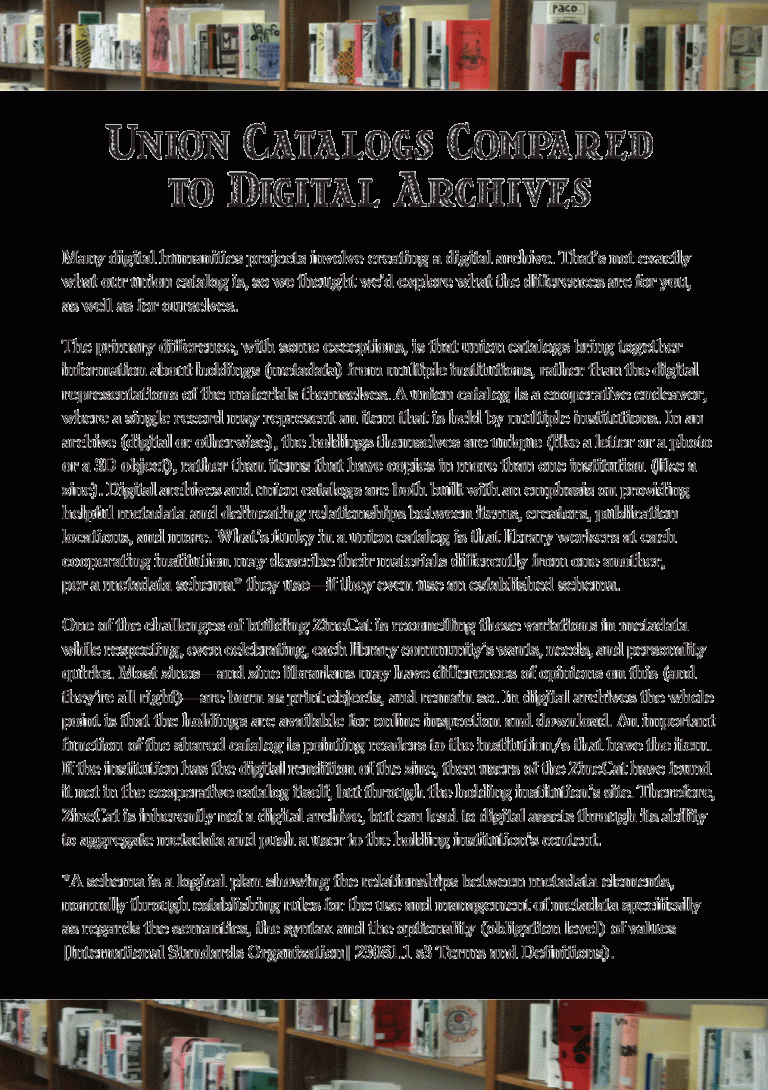 PACO.
UNION CATALOGS COMPARED
TO DIGITAL ARCHIVES
Many digital humanities projects involve creating a digital archive. That's not exactly
what our union catalog is, so we thought we'd explore what the differences are for you,
as well as for ourselves.
The primary difference, with some exceptions, is that union catalogs bring together
information about holdings (metadata) from multiple institutions, rather than the digital
representations of the materials themselves. A union catalog is a cooperative endeavor,
where a single record may represent an item that is held by multiple institutions. In an
archive (digital or otherwise), the holdings themselves are unique (like a letter or a photo
or a 3D object), rather than items that have copies in more than one institution (like a
zine). Digital archives and union catalogs are both built with an emphasis on providing
helpful metadata and delineating relationships between items, creators, publication
locations, and more. What's funky in a union catalog is that library workers at each
cooperating institution may describe their materials differently from one another,
per a metadata schema* they use—if they even use an established schema.
One of the challenges of building ZineCat is reconciling these variations in metadata
while respecting, even celebrating, each library community's wants, needs, and personality
quirks. Most zines—and zine librarians may have differences of opinions on this (and
they're all right)—are born as print objects, and remain so. In digital archives the whole
point is that the holdings are available for online inspection and download. An important
function of the shared catalog is pointing readers to the institution/s that have the item.
If the institution has the digital rendition of the zine, then users of the ZineCat have found
it not in the cooperative catalog itself, but through the holding institution's site. Therefore,
ZineCat is inherently not a digital archive, but can lead to digital assets through its ability
to aggregate metadata and push a user to the holding institution's content.
*A schema is a logical plan showing the relationships between metadata elements,
normally through establishing rules for the use and management of metadata specifically
as regards the semantics, the syntax and the optionality (obligation level) of values
[International Standards Organization] 23081.1 s3 Terms and Definitions).